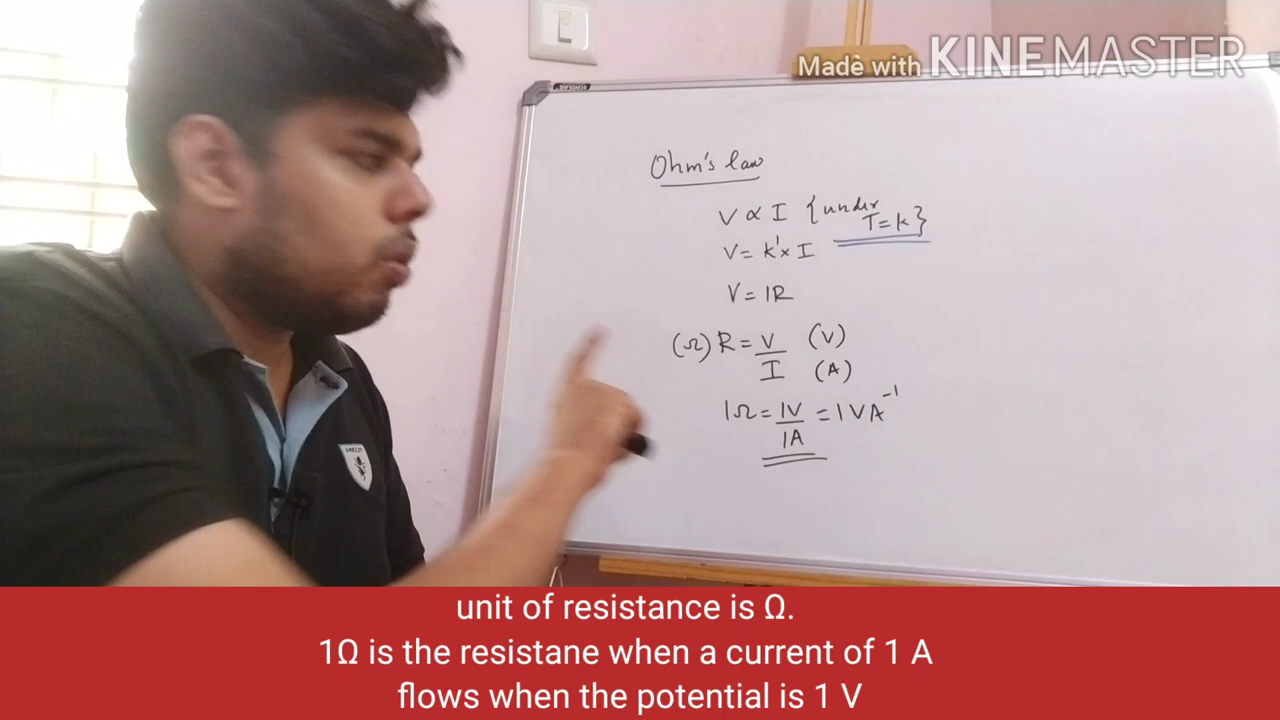 Made with KINEMASTER
SCHOLAR
Ohm's law
V ∝ I {under
T=k}
V = k'x I
V = IR
(Ω) R = V/I (V)
(A)
1Ω = 1V/1A = 1VA⁻¹
unit of resistance is Ω.
1Ω is the resistane when a current of 1 A
flows when the potential is 1 V